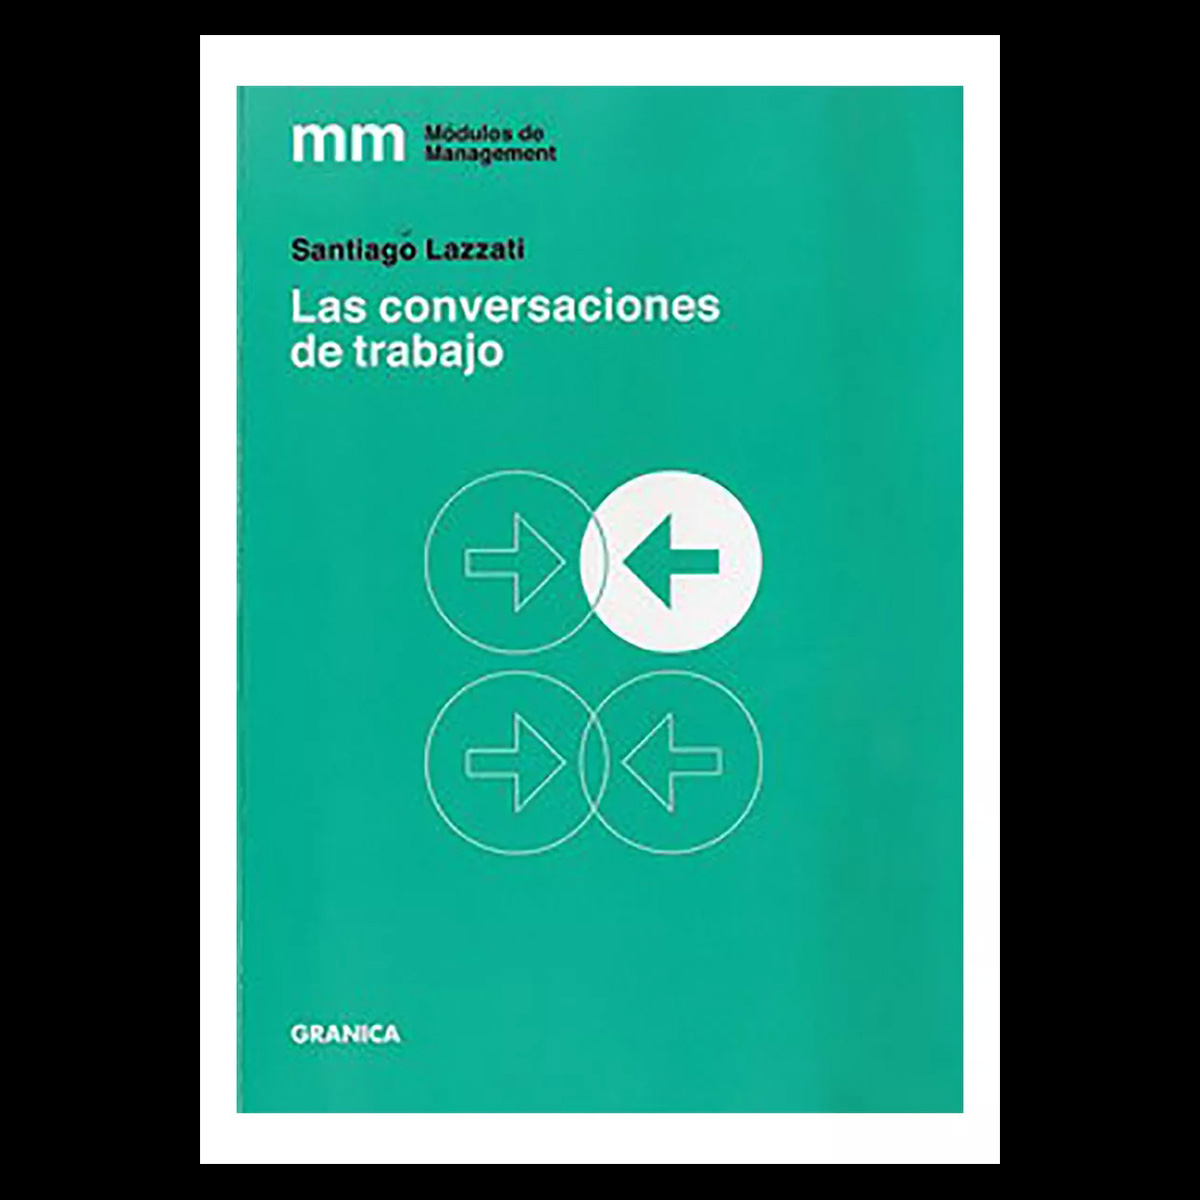 mm
Módulos de
Management
Santiago Lazzati
Las conversaciones
de trabajo
GRANICA